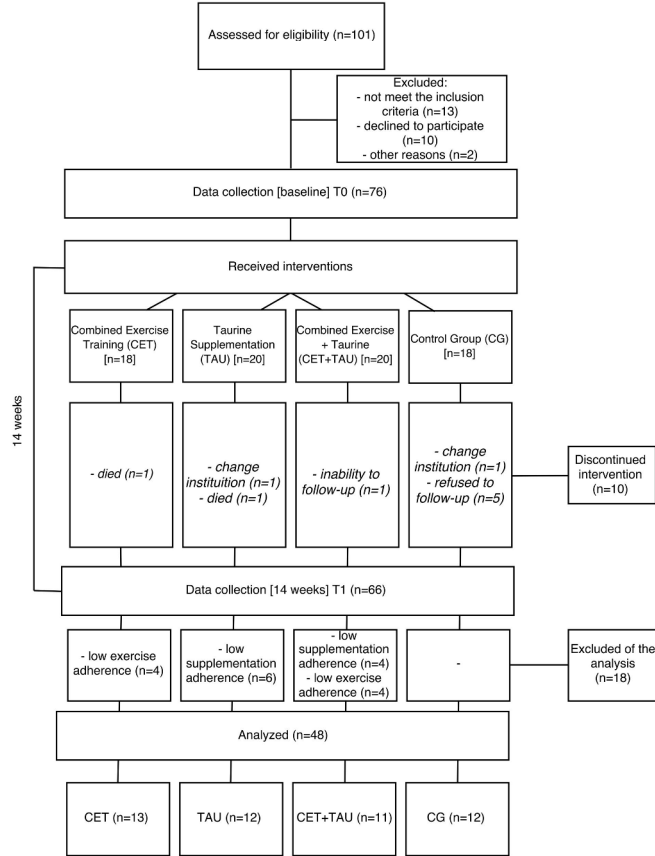 Assessed for eligibility (n=101)
Excluded:
- not meet the inclusion
criteria (n=13)
- declined to participate
(n=10)
- other reasons (n=2)
Data collection [baseline] T0 (n=76)
Received interventions
14 weeks
Combined Exercise
Training (CET)
[n=18]
Taurine
Supplementation
(TAU) [n=20]
Combined Exercise
+ Taurine
(CET+TAU) [n=20]
Control Group (CG)
[n=18]
- died (n=1)
- change
instituition (n=1)
- died (n=1)
- inability to
follow-up (n=1)
- change
institution (n=1)
- refused to
follow-up (n=5)
Discontinued
intervention
(n=10)
Data collection [14 weeks] T1 (n=66)
- low exercise
adherence (n=4)
- low
supplementation
adherence (n=6)
- low
supplementation
adherence (n=4)
- low exercise
adherence (n=4)
-
Excluded of the
analysis
(n=18)
Analyzed (n=48)
CET (n=13)
TAU (n=12)
CET+TAU (n=11)
CG (n=12)